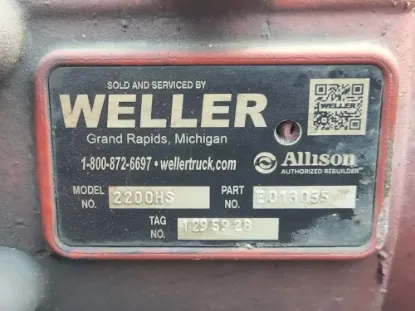 SOLD AND SERVICED BY
WELLER
WELLER
Grand Rapids, Michigan
1-800-872-6697 • wellertruck.com
Allison
AUTHORIZED REBUILDER
MODEL NO. 2200HS
PART NO.
TAG NO.